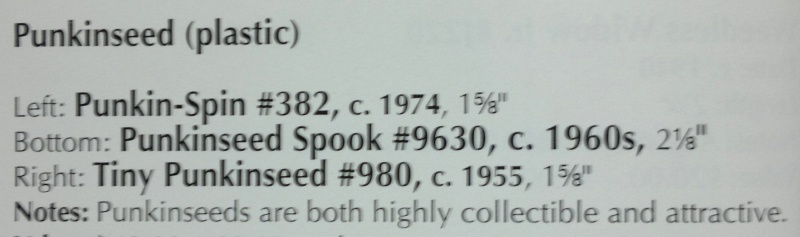 Punkinseed (plastic)
Left: Punkin-Spin #382, c. 1974, 1⅝"
Bottom: Punkinseed Spook #9630, c. 1960s, 2⅛"
Right: Tiny Punkinseed #980, c. 1955, 1⅝"
Notes: Punkinseeds are both highly collectible and attractive.